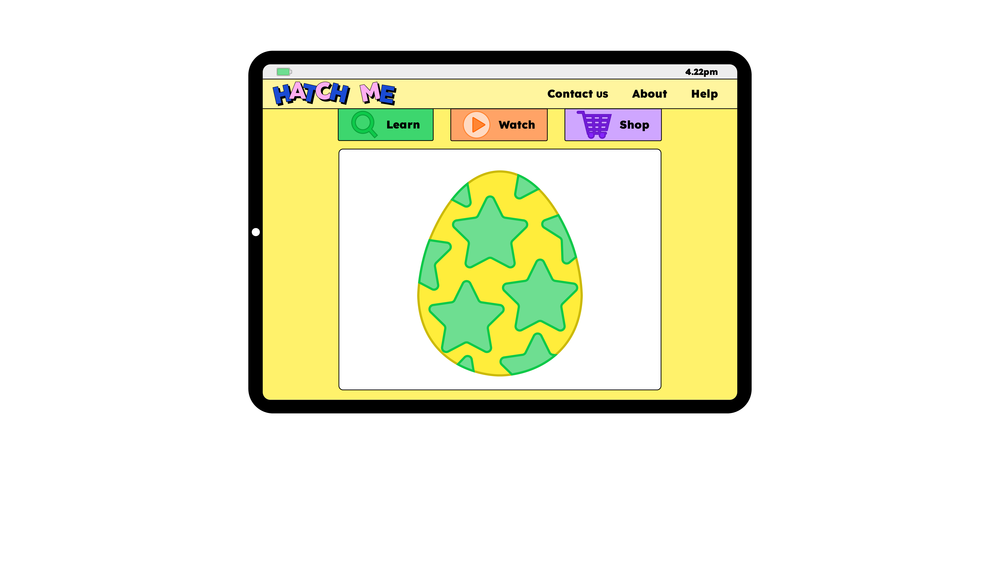 4.22pm
HATCH ME
Contact us About Help
Learn Watch Shop